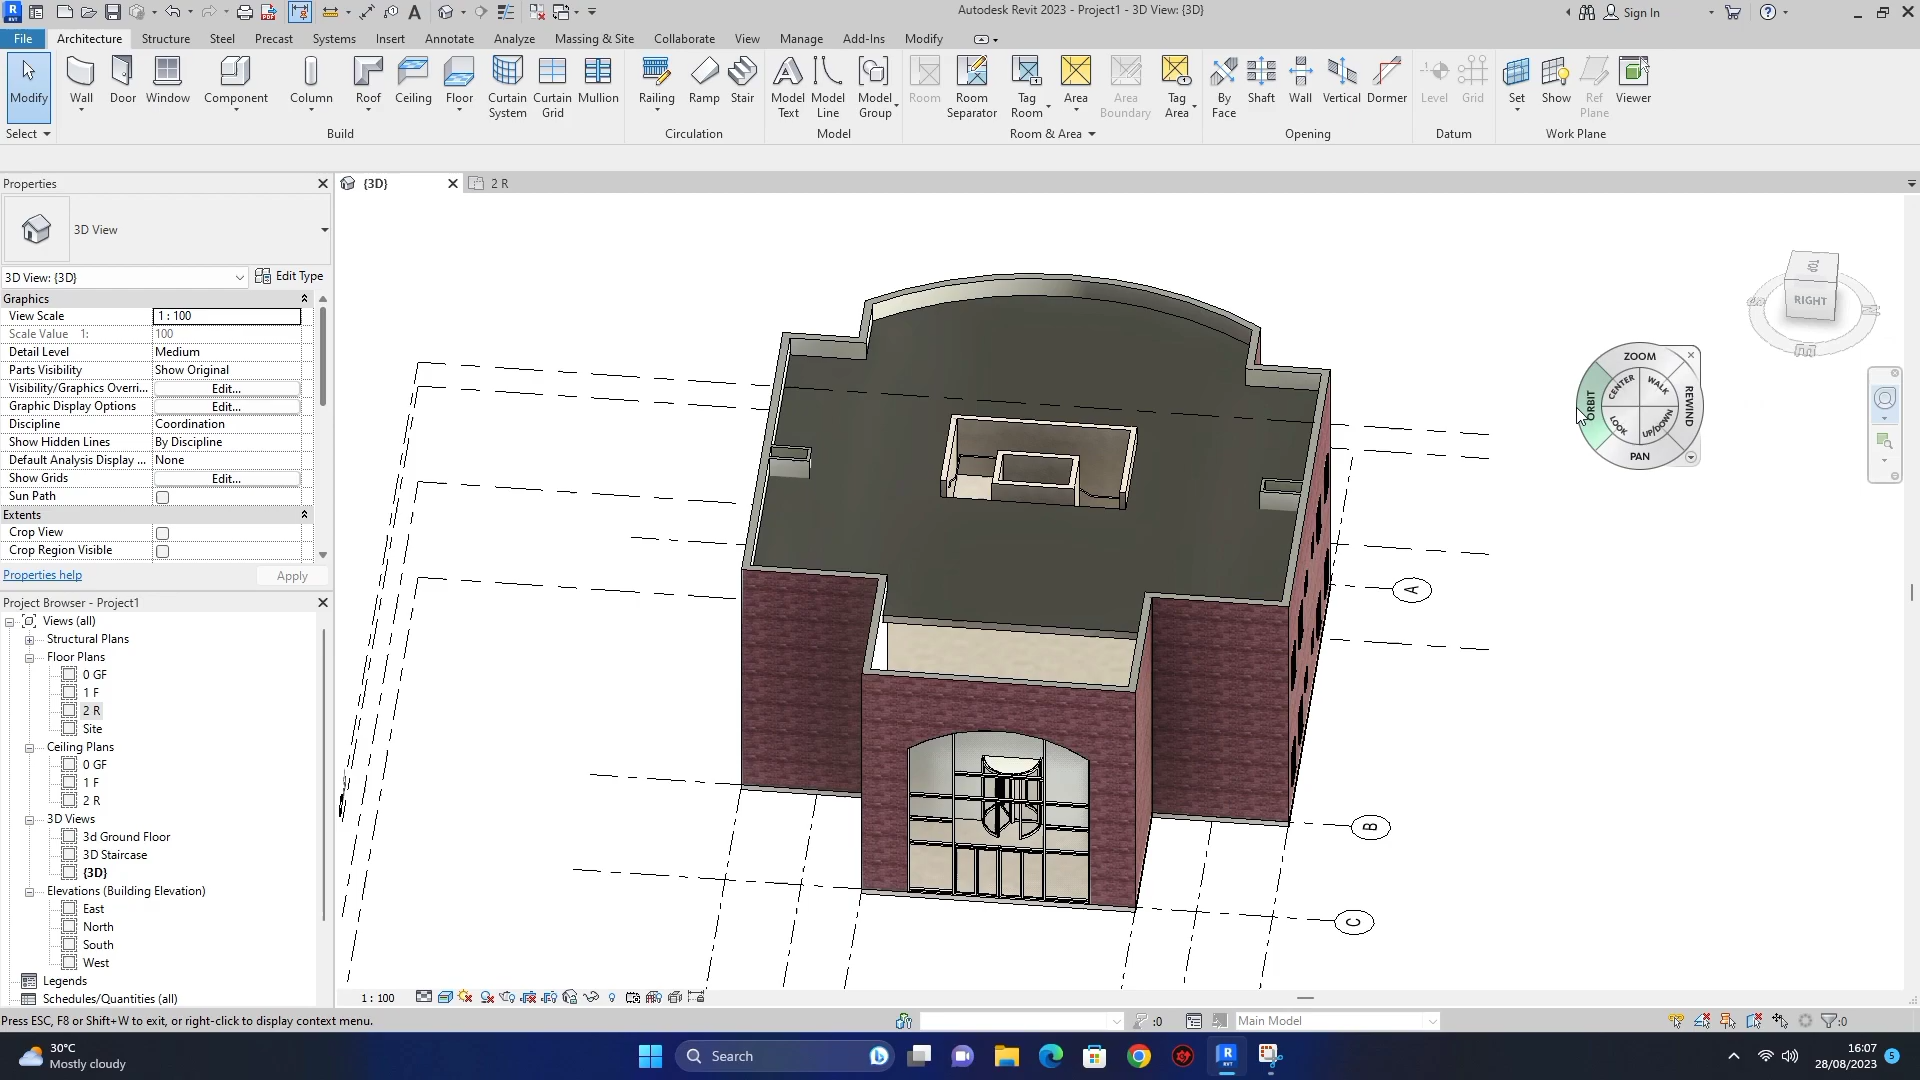 Autodesk Revit 2023 - Project1 - 3D View: {3D}
Sign In
File Architecture Structure Steel Precast Systems Insert Annotate Analyze Massing & Site Collaborate View Manage Add-Ins Modify
Modify Wall Door Window Component Column Roof Ceiling Floor Curtain System Curtain Grid Mullion Railing Ramp Stair Model Text Model Line Model Group Room Room Separator Tag Room Area Area Boundary Tag Area By Face Shaft Wall Vertical Dormer Level Grid Set Show Ref Plane Viewer
Select Build Circulation Model Room & Area Opening Datum Work Plane
Properties
{3D}
2 R
3D View
3D View: {3D}
Edit Type
Graphics
View Scale 1 : 100
Scale Value 1: 100
Detail Level Medium
Parts Visibility Show Original
Visibility/Graphics Overri... Edit...
Graphic Display Options Edit...
Discipline Coordination
Show Hidden Lines By Discipline
Default Analysis Display ... None
Show Grids Edit...
Sun Path
Extents
Crop View
Crop Region Visible
Properties help
Apply
Project Browser - Project1
Views (all)
Structural Plans
Floor Plans
0 GF
1 F
2 R
Site
Ceiling Plans
0 GF
1 F
2 R
3D Views
3d Ground Floor
3D Staircase
{3D}
Elevations (Building Elevation)
East
North
South
West
Legends
Schedules/Quantities (all)
TOP
RIGHT
ZOOM
ORBIT
CENTER
WALK
REWIND
LOOK
UP/DOWN
PAN
A
B
C
1 : 100
Press ESC, F8 or Shift+W to exit, or right-click to display context menu.
:0
Main Model
:0
30°C
Mostly cloudy
Search
16:07
28/08/2023
5